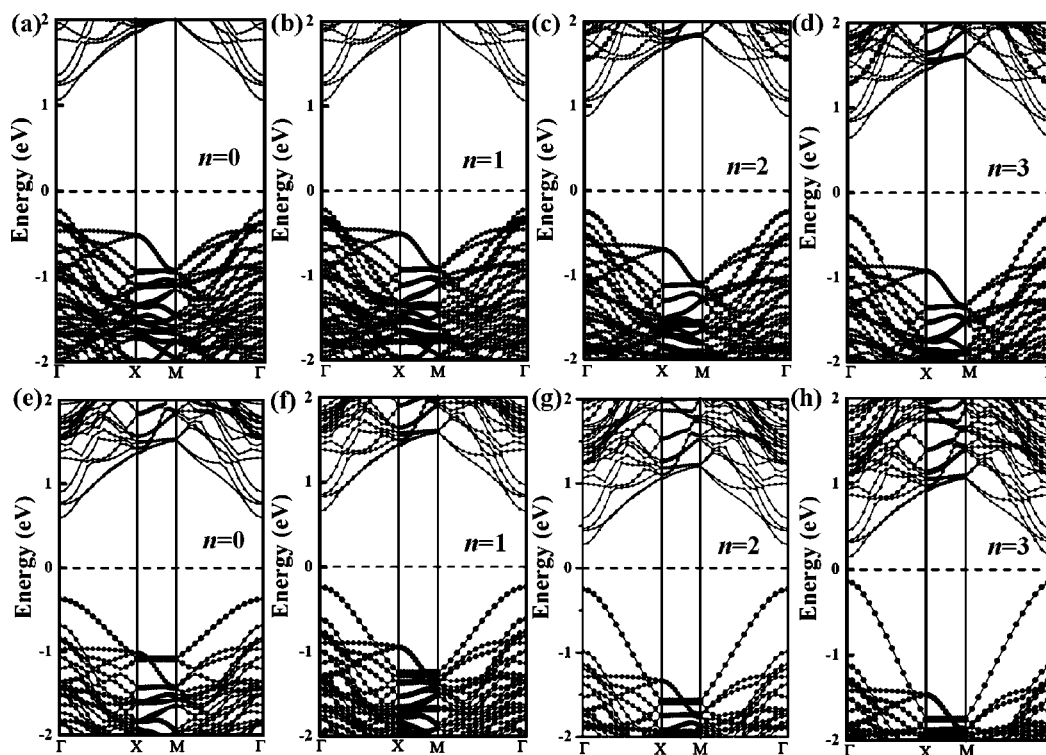 (a) 2 1 0 -1 -2 Energy (eV) n=0 Γ X M Γ
(b) 2 1 0 -1 -2 Energy (eV) n=1 Γ X M Γ
(c) 2 1 0 -1 -2 Energy (eV) n=2 Γ X M Γ
(d) 2 1 0 -1 -2 Energy (eV) n=3 Γ X M
(e) 2 1 0 -1 -2 Energy (eV) n=0 Γ X M Γ
(f) 2 1 0 -1 -2 Energy (eV) n=1 Γ X M Γ
(g) 2 1 0 -1 -2 Energy (eV) n=2 Γ X M Γ
(h) 2 1 0 -1 -2 Energy (eV) n=3 Γ X M Γ